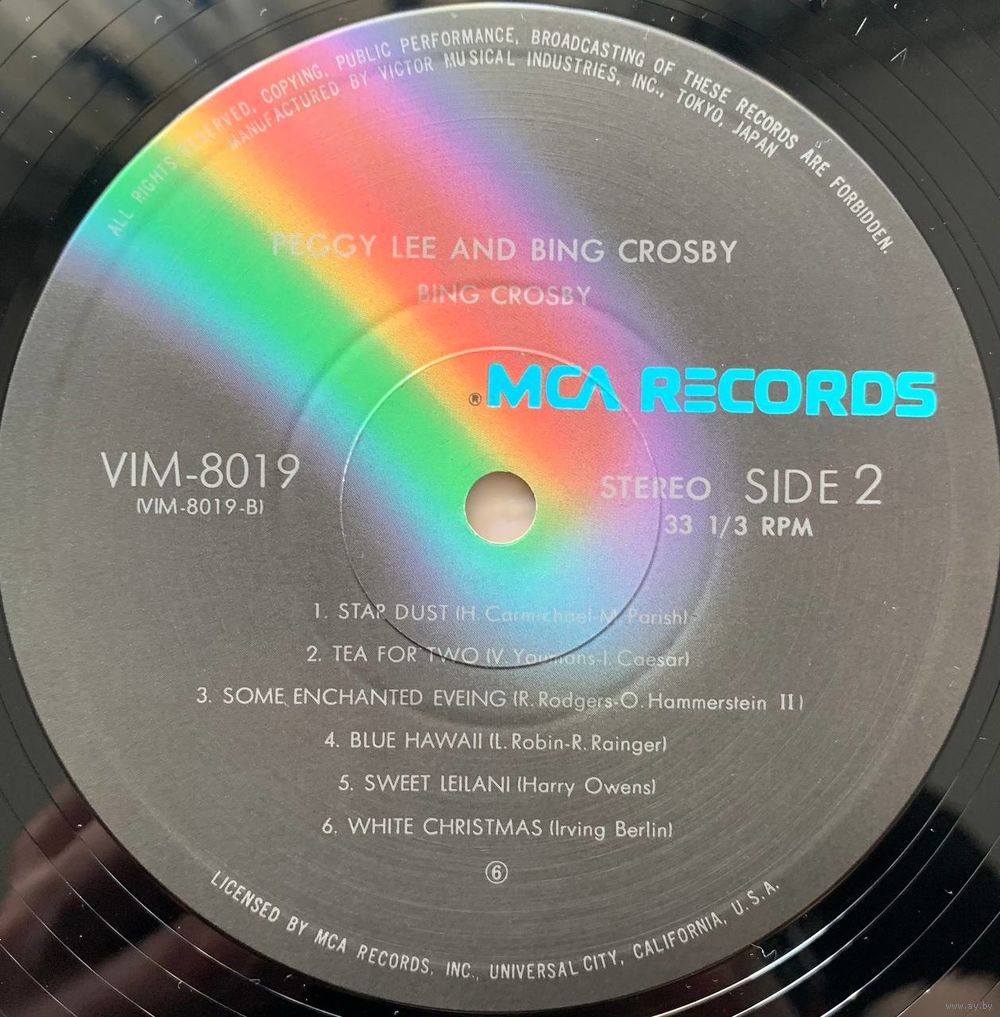 ALL RIGHTS RESERVED, COPYING, PUBLIC PERFORMANCE, BROADCASTING OF THESE RECORDS ARE FORBIDDEN.
MANUFACTURED BY VICTOR MUSICAL INDUSTRIES, INC., TOKYO, JAPAN
PEGGY LEE AND BING CROSBY
BING CROSBY
® MCA RECORDS
VIM-8019
(VIM-8019-B)
STEREO SIDE 2
33 1/3 RPM
1. STAR DUST (H. Carmichael-M. Parish)
2. TEA FOR TWO (V. Youmans-I. Caesar)
3. SOME ENCHANTED EVEING (R. Rodgers-O. Hammerstein II)
4. BLUE HAWAII (L. Robin-R. Rainger)
5. SWEET LEILANI (Harry Owens)
6. WHITE CHRISTMAS (Irving Berlin)
⑥
LICENSED BY MCA RECORDS, INC., UNIVERSAL CITY, CALIFORNIA, U.S.A.
www.ay.by